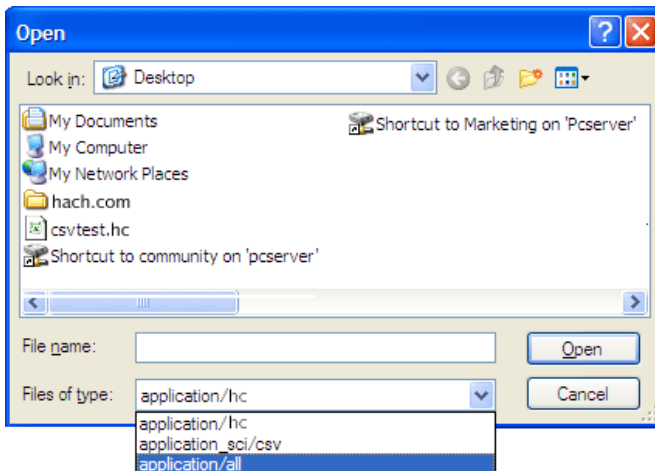 Open
Look in: Desktop
My Documents
My Computer
My Network Places
hach.com
csvtest.hc
Shortcut to community on 'pcserver'
Shortcut to Marketing on 'Pcserver'
File name:
Open
Files of type: application/hc
Cancel
application/hc
application_sci/csv
application/all